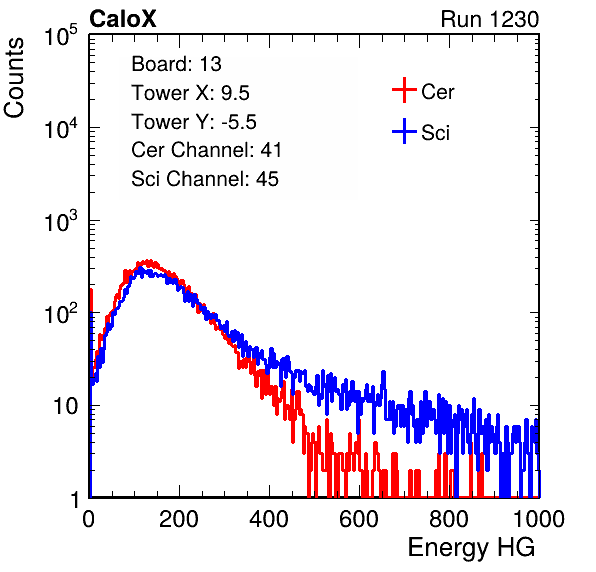 CaloX Run 1230
Counts
10^5
10^4
10^3
10^2
10
1
Board: 13
Tower X: 9.5
Tower Y: -5.5
Cer Channel: 41
Sci Channel: 45
Cer
Sci
0 200 400 600 800 1000
Energy HG